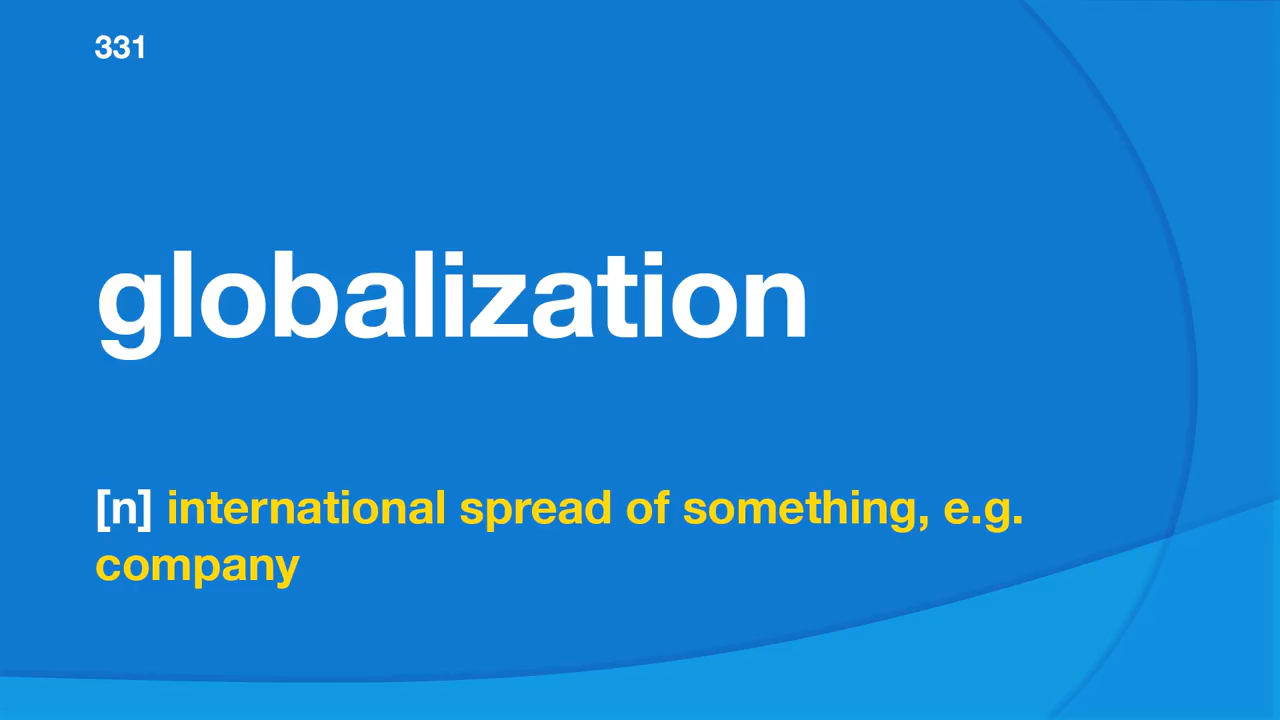 331
globalization
[n] international spread of something, e.g.
company